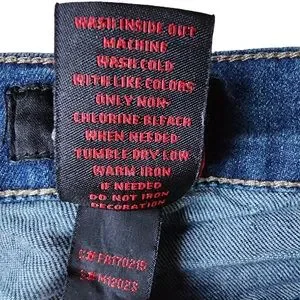 WASH INSIDE OUT
MACHINE
WASH COLD
WITH LIKE COLORS
ONLY NON-
CHLORINE BLEACH
WHEN NEEDED
TUMBLE DRY LOW
WARM IRON
IF NEEDED
DO NOT IRON
DECORATION
S#M12023